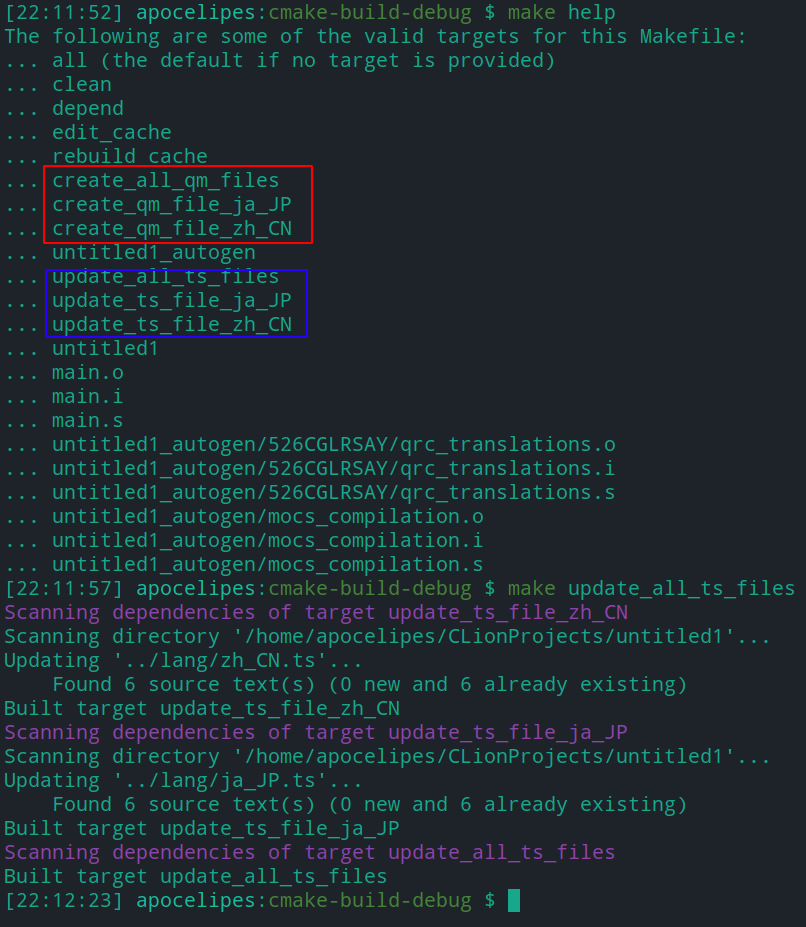 [22:11:52] apocelipes:cmake-build-debug $ make help
The following are some of the valid targets for this Makefile:
... all (the default if no target is provided)
... clean
... depend
... edit_cache
... rebuild_cache
... create_all_qm_files
... create_qm_file_ja_JP
... create_qm_file_zh_CN
... untitled1_autogen
... update_all_ts_files
... update_ts_file_ja_JP
... update_ts_file_zh_CN
... untitled1
... main.o
... main.i
... main.s
... untitled1_autogen/526CGLRSAY/qrc_translations.o
... untitled1_autogen/526CGLRSAY/qrc_translations.i
... untitled1_autogen/526CGLRSAY/qrc_translations.s
... untitled1_autogen/mocs_compilation.o
... untitled1_autogen/mocs_compilation.i
... untitled1_autogen/mocs_compilation.s
[22:11:57] apocelipes:cmake-build-debug $ make update_all_ts_files
Scanning dependencies of target update_ts_file_zh_CN
Scanning directory '/home/apocelipes/CLionProjects/untitled1'...
Updating '../lang/zh_CN.ts'...
    Found 6 source text(s) (0 new and 6 already existing)
Built target update_ts_file_zh_CN
Scanning dependencies of target update_ts_file_ja_JP
Scanning directory '/home/apocelipes/CLionProjects/untitled1'...
Updating '../lang/ja_JP.ts'...
    Found 6 source text(s) (0 new and 6 already existing)
Built target update_ts_file_ja_JP
Scanning dependencies of target update_all_ts_files
Built target update_all_ts_files
[22:12:23] apocelipes:cmake-build-debug $